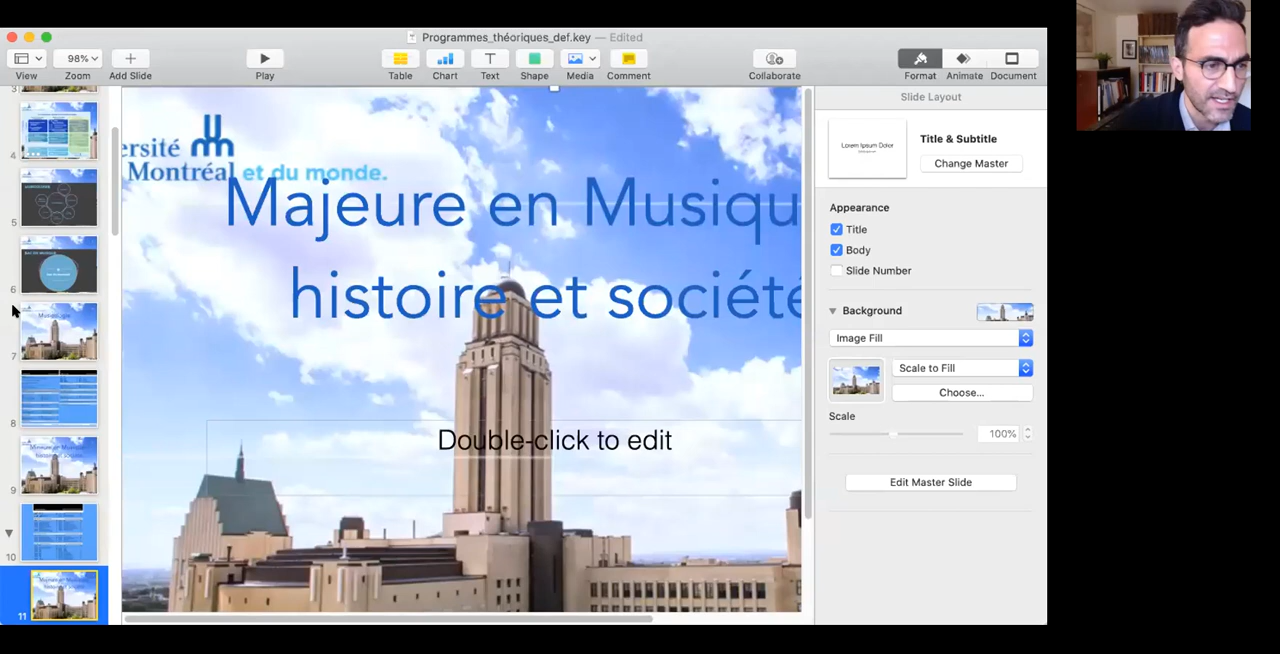 Programmes_théoriques_def.key — Edited
98%
View
Zoom
Add Slide
Play
Table
Chart
Text
Shape
Media
Comment
Collaborate
Format
Animate
Document
3
4
5
6
7
8
9
10
11
ersité
Montréal et du monde.
Majeure en Musiqu
histoire et société
Double-click to edit
Slide Layout
Lorem Ipsum Dolor
Title & Subtitle
Change Master
Appearance
Title
Body
Slide Number
Background
Image Fill
Scale to Fill
Choose...
Scale
100%
Edit Master Slide